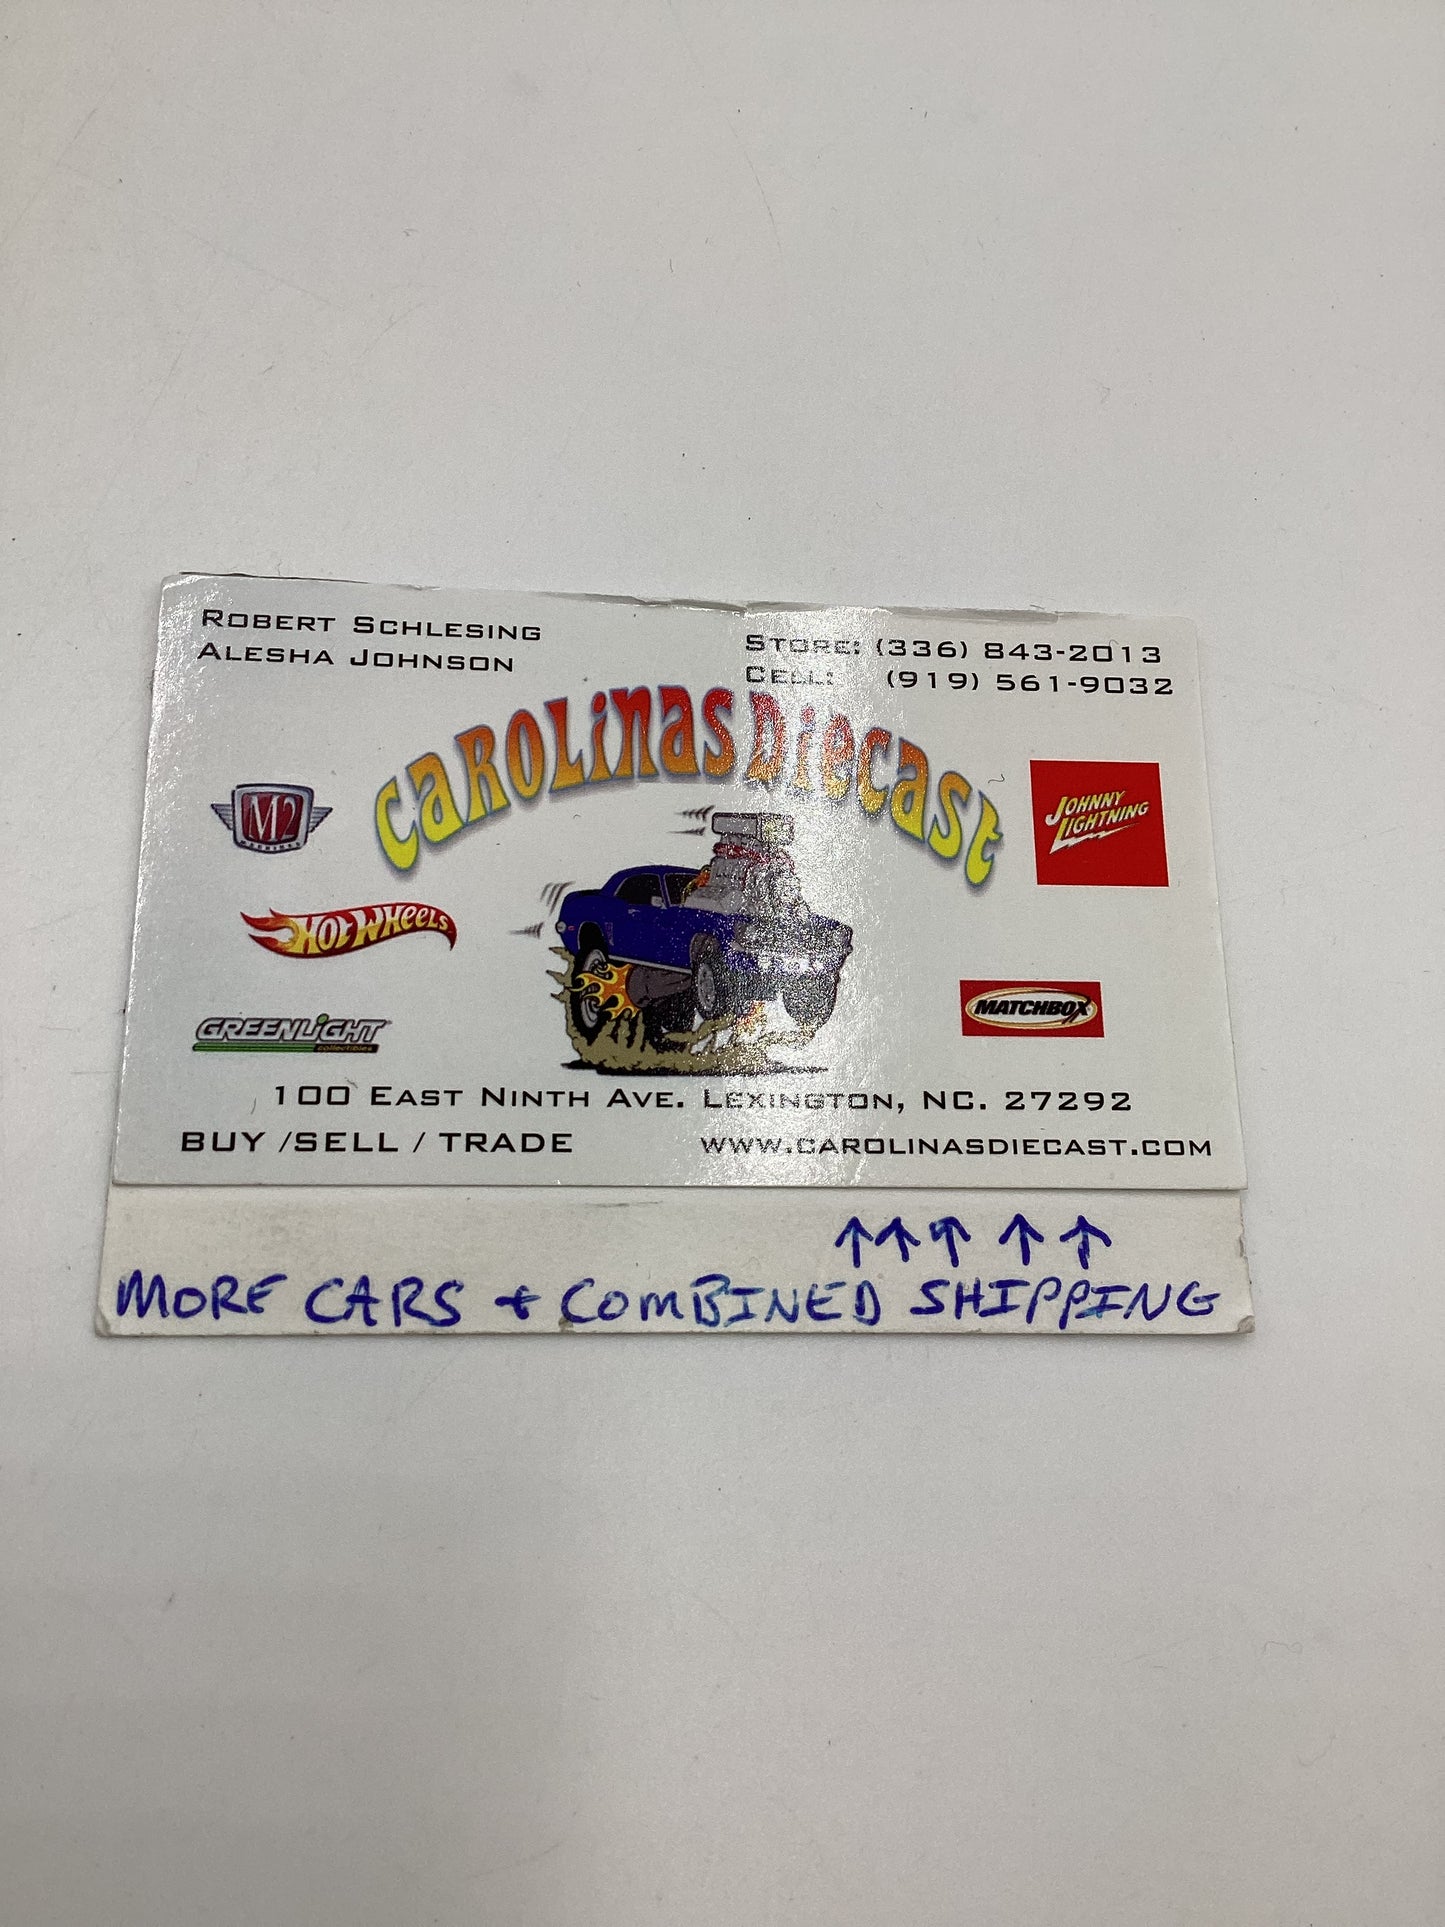 ROBERT SCHLESING
ALESHA JOHNSON
STORE: (336) 843-2013
CELL: (919) 561-9032
CAROLINAS DIECAST
M2
MACHINES
JOHNNY
LIGHTNING
HOT WHEELS
MATCHBOX
GREENLIGHT
collectibles
100 EAST NINTH AVE. LEXINGTON, NC. 27292
BUY /SELL / TRADE
WWW.CAROLINASDIECAST.COM
MORE CARS + COMBINED SHIPPING